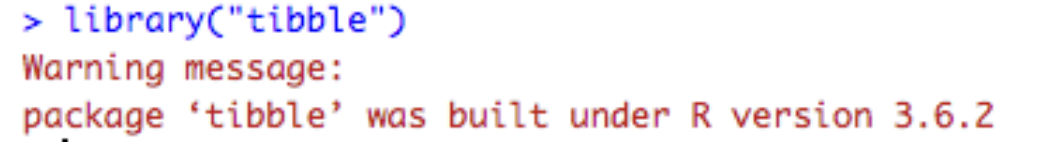 > library("tibble")
Warning message:
package ‘tibble’ was built under R version 3.6.2